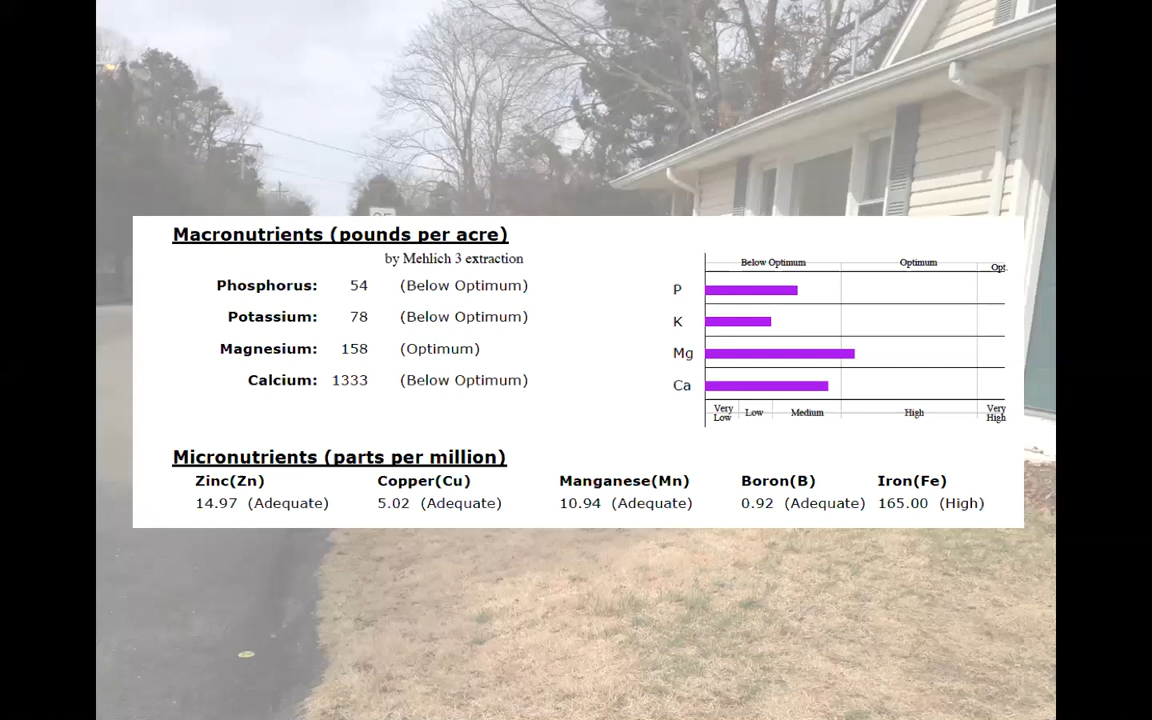 Macronutrients (pounds per acre)
by Mehlich 3 extraction
Phosphorus: 54 (Below Optimum)
Potassium: 78 (Below Optimum)
Magnesium: 158 (Optimum)
Calcium: 1333 (Below Optimum)
Below Optimum Optimum Opt.
P
K
Mg
Ca
Very Low Low Medium High Very High
Micronutrients (parts per million)
Zinc(Zn) Copper(Cu) Manganese(Mn) Boron(B) Iron(Fe)
14.97 (Adequate) 5.02 (Adequate) 10.94 (Adequate) 0.92 (Adequate) 165.00 (High)